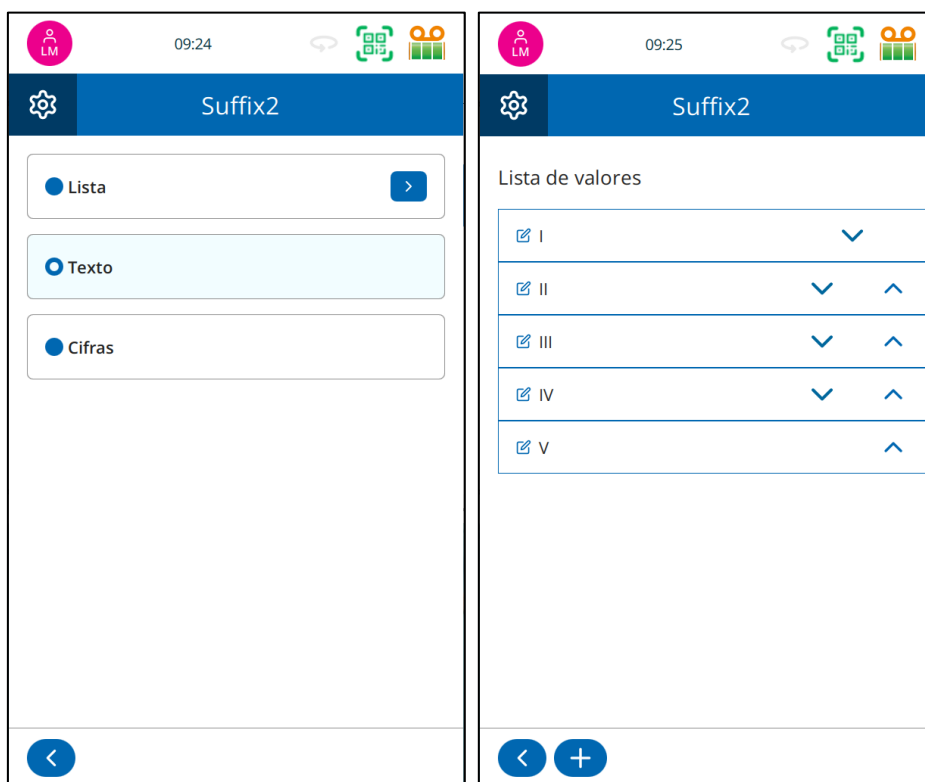 LM
09:24
Suffix2
Lista
Texto
Cifras
LM
09:25
Suffix2
Lista de valores
I
II
III
IV
V